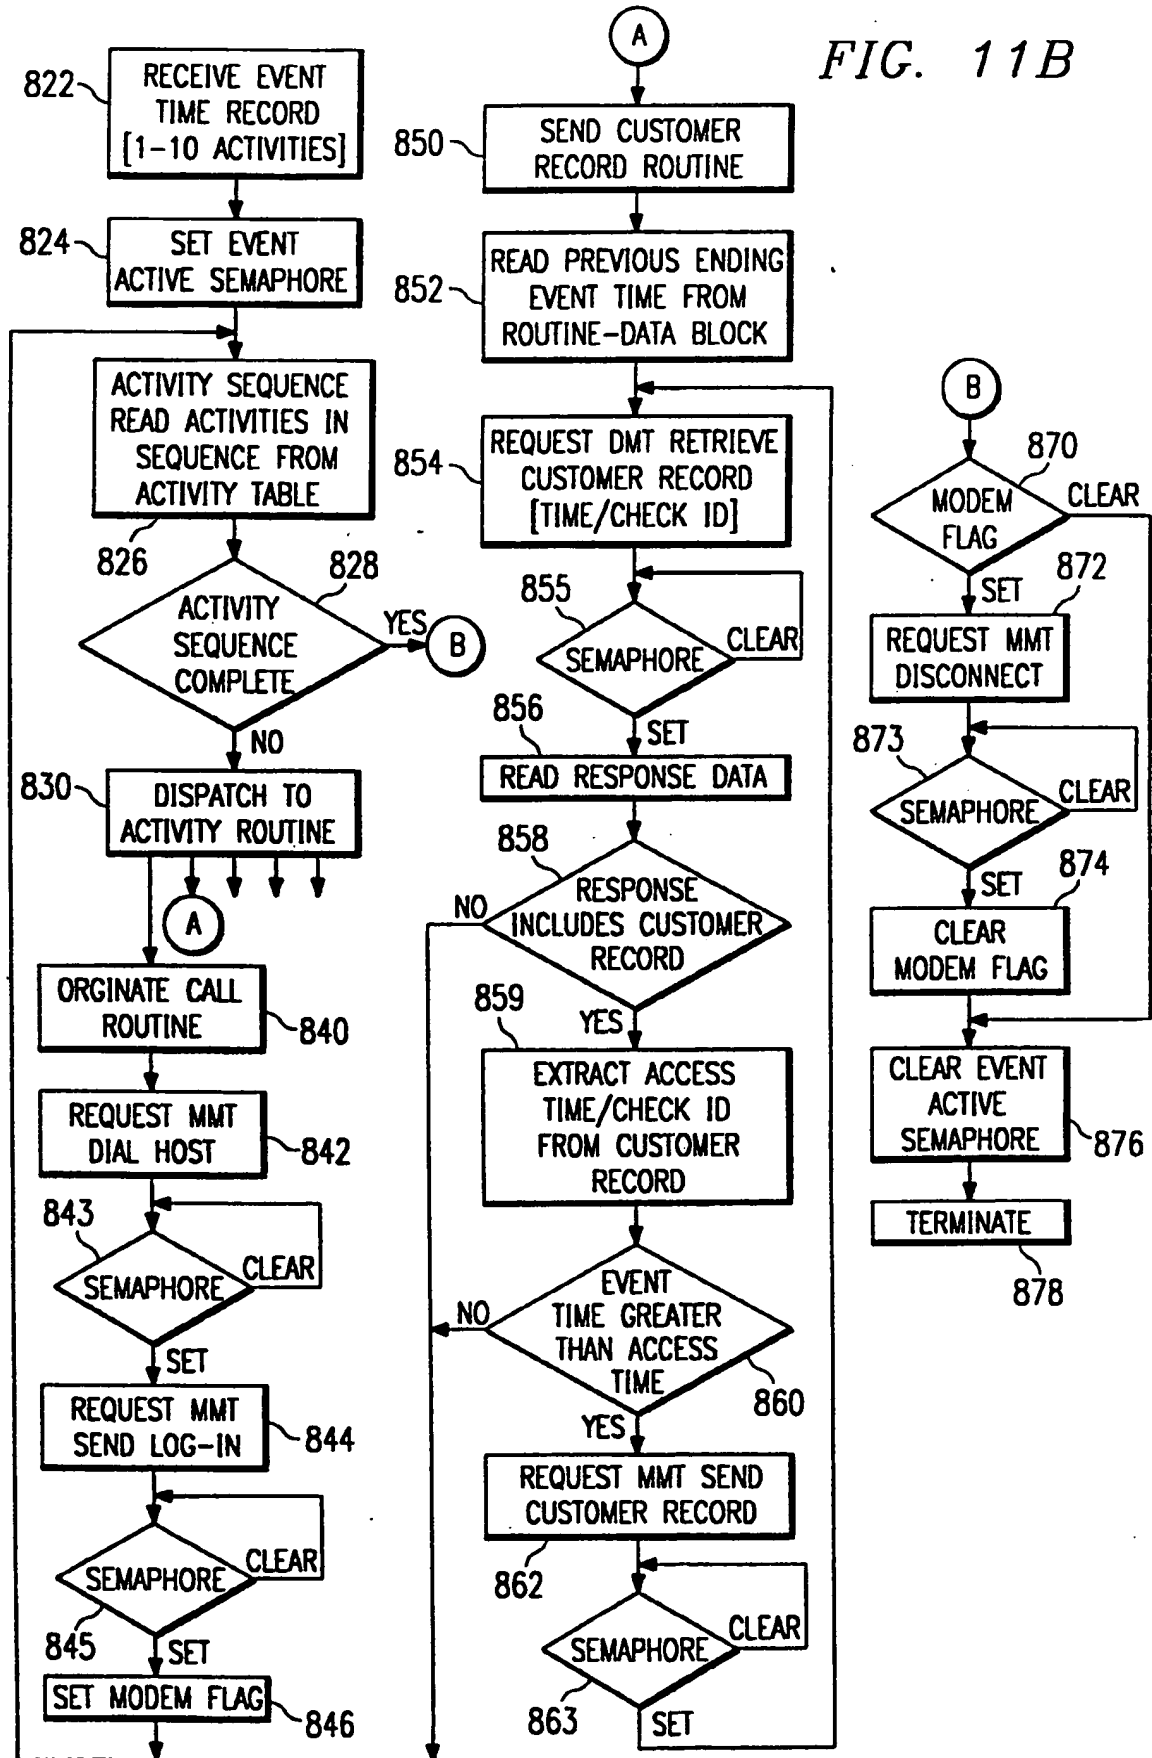 FIG. 11B
822
RECEIVE EVENT
TIME RECORD
[1-10 ACTIVITIES]
824
SET EVENT
ACTIVE SEMAPHORE
ACTIVITY SEQUENCE
READ ACTIVITIES IN
SEQUENCE FROM
ACTIVITY TABLE
826
828
ACTIVITY
SEQUENCE
COMPLETE
YES
B
NO
830
DISPATCH TO
ACTIVITY ROUTINE
A
ORGINATE CALL
ROUTINE
840
REQUEST MMT
DIAL HOST
842
843
SEMAPHORE
CLEAR
SET
REQUEST MMT
SEND LOG-IN
844
SEMAPHORE
CLEAR
845
SET
SET MODEM FLAG
846
A
850
SEND CUSTOMER
RECORD ROUTINE
852
READ PREVIOUS ENDING
EVENT TIME FROM
ROUTINE-DATA BLOCK
854
REQUEST DMT RETRIEVE
CUSTOMER RECORD
[TIME/CHECK ID]
855
SEMAPHORE
CLEAR
856
SET
READ RESPONSE DATA
858
RESPONSE
INCLUDES CUSTOMER
RECORD
NO
859
YES
EXTRACT ACCESS
TIME/CHECK ID
FROM CUSTOMER
RECORD
EVENT
TIME GREATER
THAN ACCESS
TIME
NO
860
YES
REQUEST MMT SEND
CUSTOMER RECORD
862
SEMAPHORE
CLEAR
863
SET
B
870
MODEM
FLAG
CLEAR
SET
872
REQUEST MMT
DISCONNECT
873
SEMAPHORE
CLEAR
SET
874
CLEAR
MODEM FLAG
CLEAR EVENT
ACTIVE
SEMAPHORE
876
TERMINATE
878